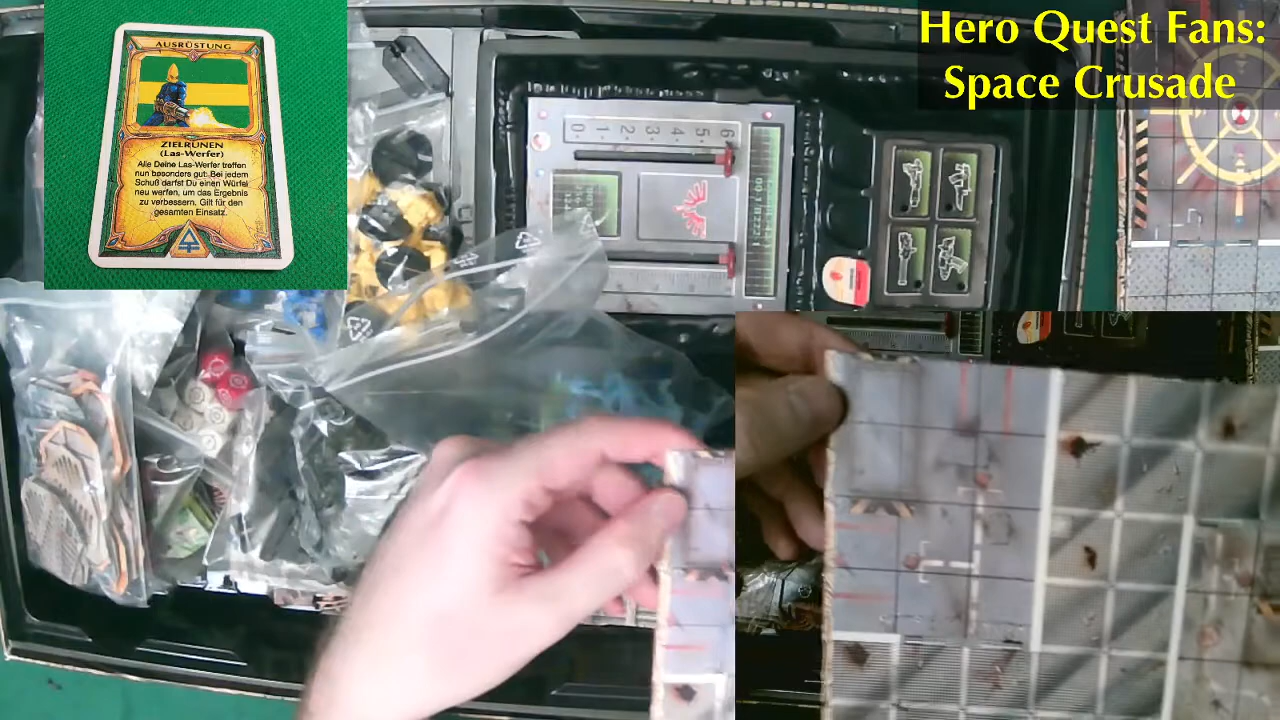 Hero Quest Fans:
Space Crusade
AUSRÜSTUNG
ZIELRUNEN
(Las-Werfer)
Alle Deine Las-Werfer treffen
nun besonders gut. Bei jedem
Schuß darfst Du einen Würfel
neu werfen, um das Ergebnis
zu verbessern. Gilt für den
gesamten Einsatz.
0 1 2 3 4 5 6